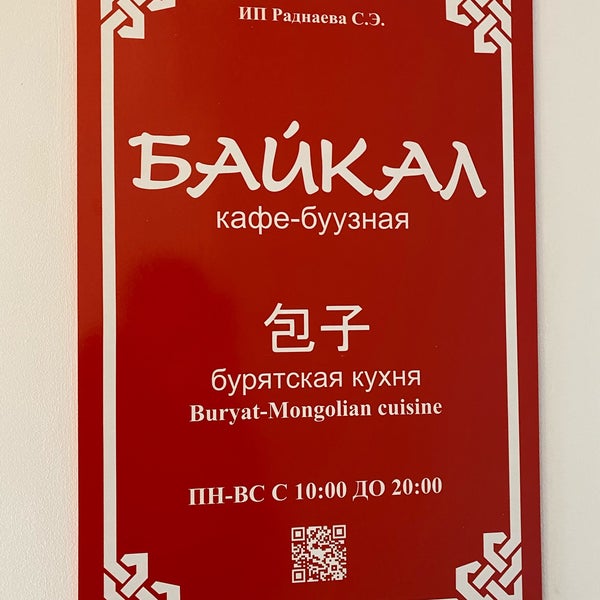 ИП Раднаева С.Э.
БАЙКАЛ
кафе-буузная
包子
бурятская кухня
Buryat-Mongolian cuisine
ПН-ВС С 10:00 ДО 20:00